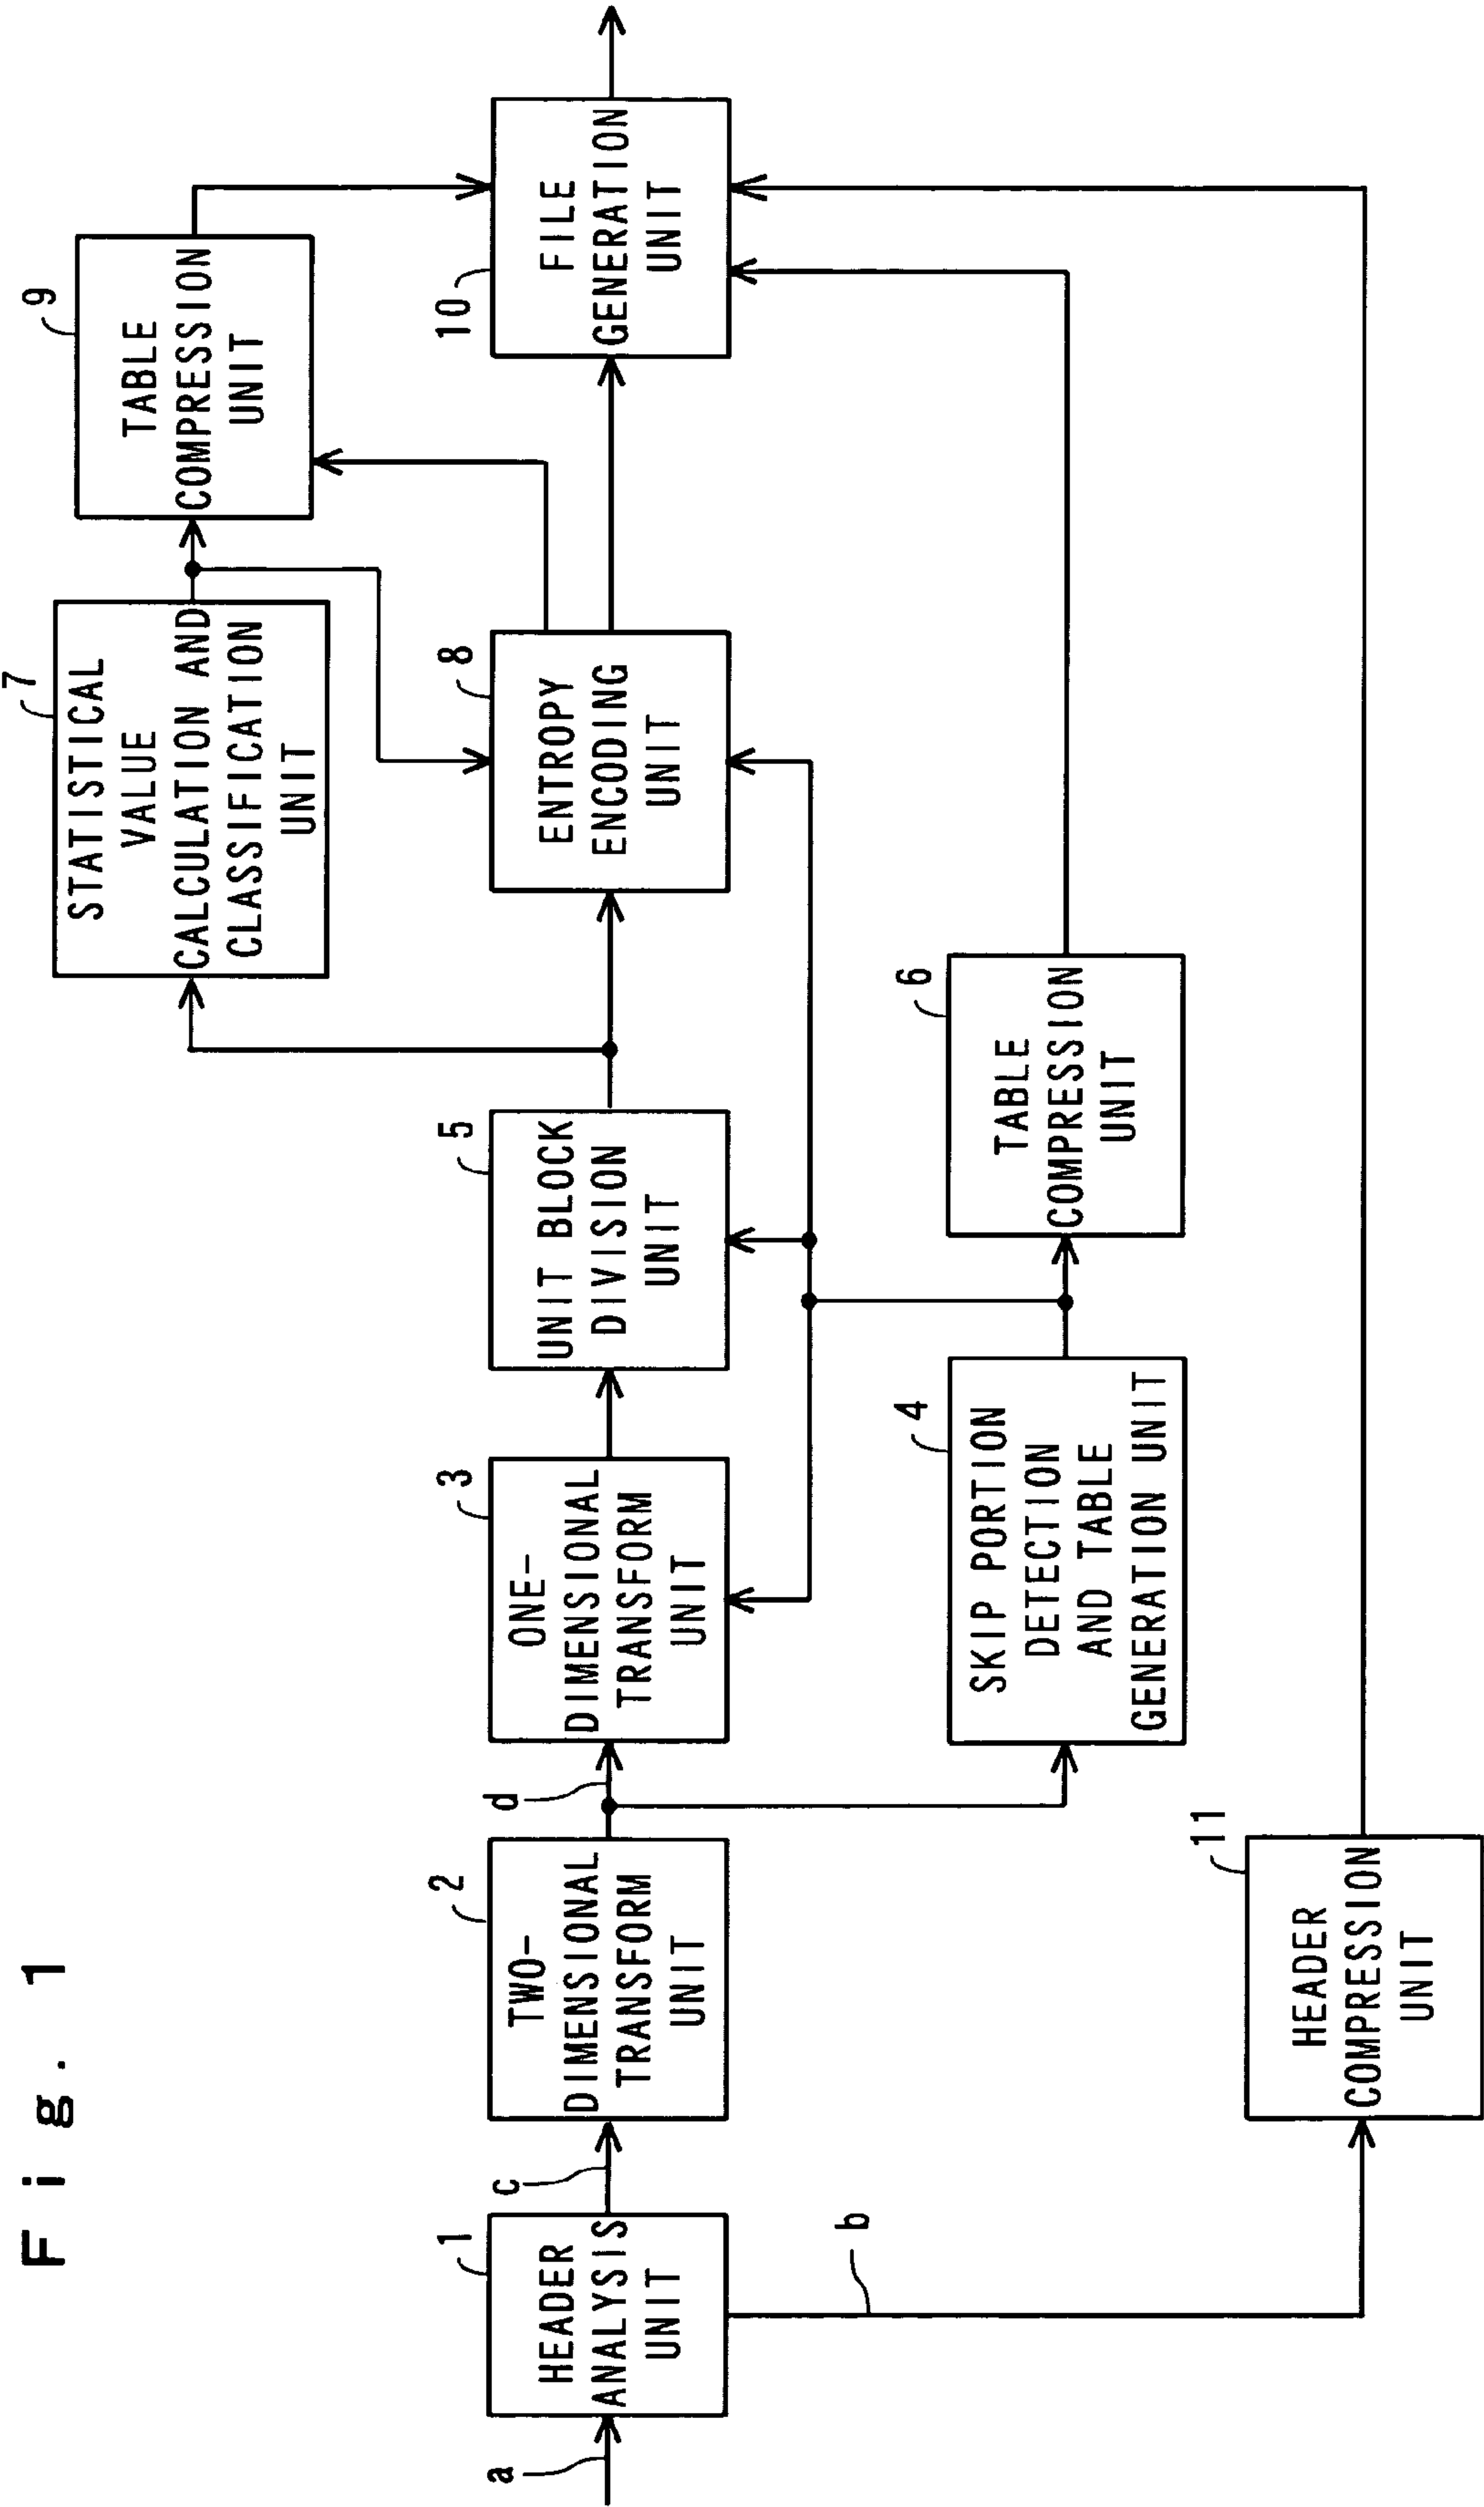 Fig. 1
a
1
HEADER
ANALYSIS
UNIT
b
c
2
TWO-
DIMENSIONAL
TRANSFORM
UNIT
d
3
ONE-
DIMENSIONAL
TRANSFORM
UNIT
4
SKIP PORTION
DETECTION
AND TABLE
GENERATION UNIT
5
UNIT BLOCK
DIVISION
UNIT
6
TABLE
COMPRESSION
UNIT
7
STATISTICAL
VALUE
CALCULATION AND
CLASSIFICATION
UNIT
8
ENTROPY
ENCODING
UNIT
9
TABLE
COMPRESSION
UNIT
10
FILE
GENERATION
UNIT
11
HEADER
COMPRESSION
UNIT